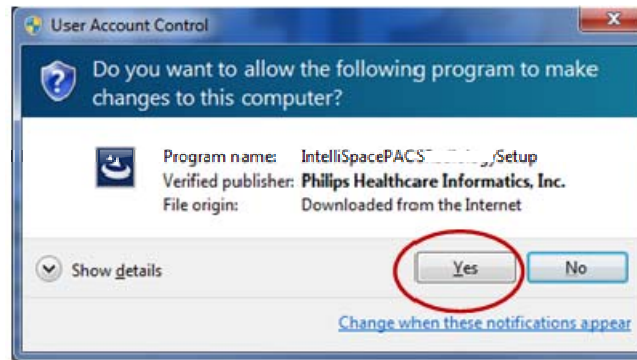 User Account Control
Do you want to allow the following program to make
changes to this computer?
Program name: Setup
Verified publisher: Philips Healthcare Informatics, Inc.
File origin: Downloaded from the Internet
Show details
Yes
No
Change when these notifications appear